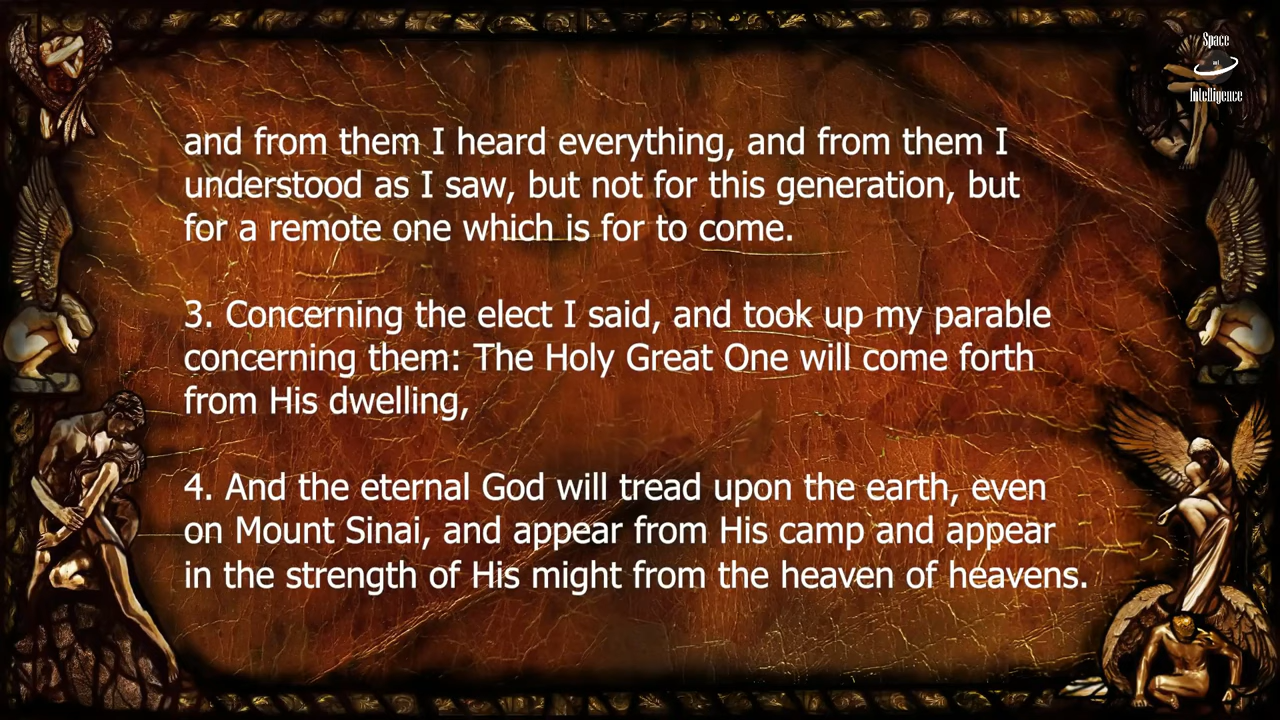 Space
and
Intelligence
and from them I heard everything, and from them I
understood as I saw, but not for this generation, but
for a remote one which is for to come.
3. Concerning the elect I said, and took up my parable
concerning them: The Holy Great One will come forth
from His dwelling,
4. And the eternal God will tread upon the earth, even
on Mount Sinai, and appear from His camp and appear
in the strength of His might from the heaven of heavens.